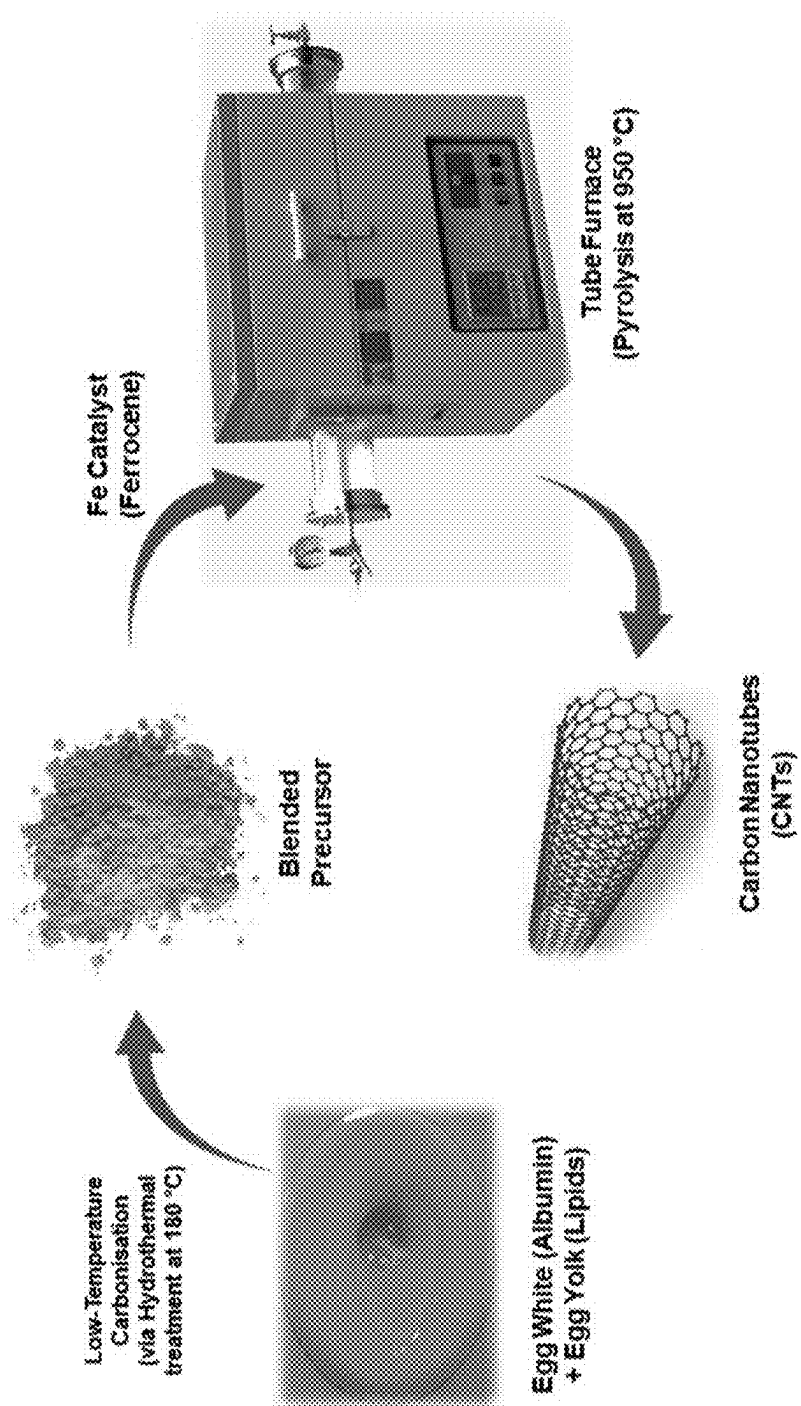 Low-Temperature
Carbonisation
(via Hydrothermal
treatment at 180 °C)
Egg White (Albumin)
+ Egg Yolk (Lipids)
Blended
Precursor
Fe Catalyst
(Ferrocene)
Tube Furnace
(Pyrolysis at 950 °C)
Carbon Nanotubes
(CNTs)